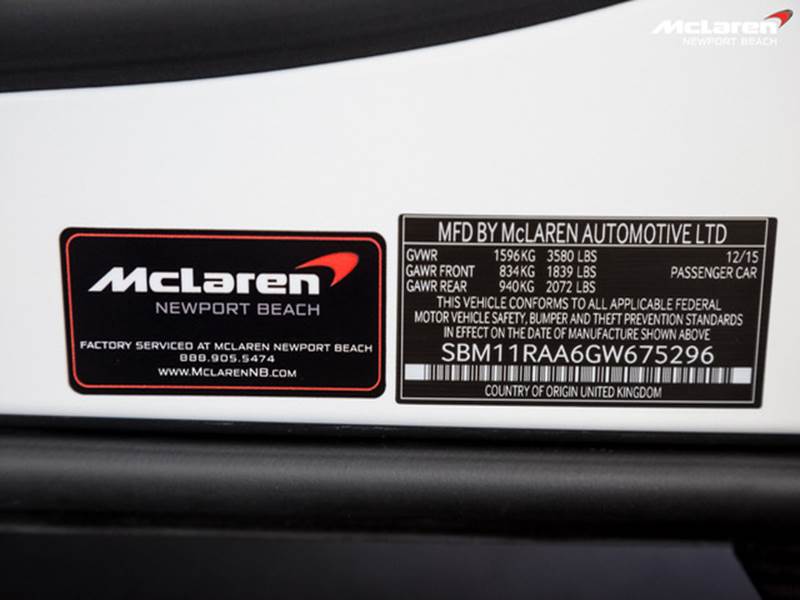 McLaren
NEWPORT BEACH
McLaren
NEWPORT BEACH
FACTORY SERVICED AT MCLAREN NEWPORT BEACH
888.905.5474
WWW.MCLARENNB.COM
MFD BY McLAREN AUTOMOTIVE LTD
GVWR 1596KG 3580 LBS 12/15
GAWR FRONT 834KG 1839 LBS PASSENGER CAR
GAWR REAR 940KG 2072 LBS
THIS VEHICLE CONFORMS TO ALL APPLICABLE FEDERAL
MOTOR VEHICLE SAFETY, BUMPER AND THEFT PREVENTION STANDARDS
IN EFFECT ON THE DATE OF MANUFACTURE SHOWN ABOVE
SBM11RAA6GW675296
COUNTRY OF ORIGIN UNITED KINGDOM